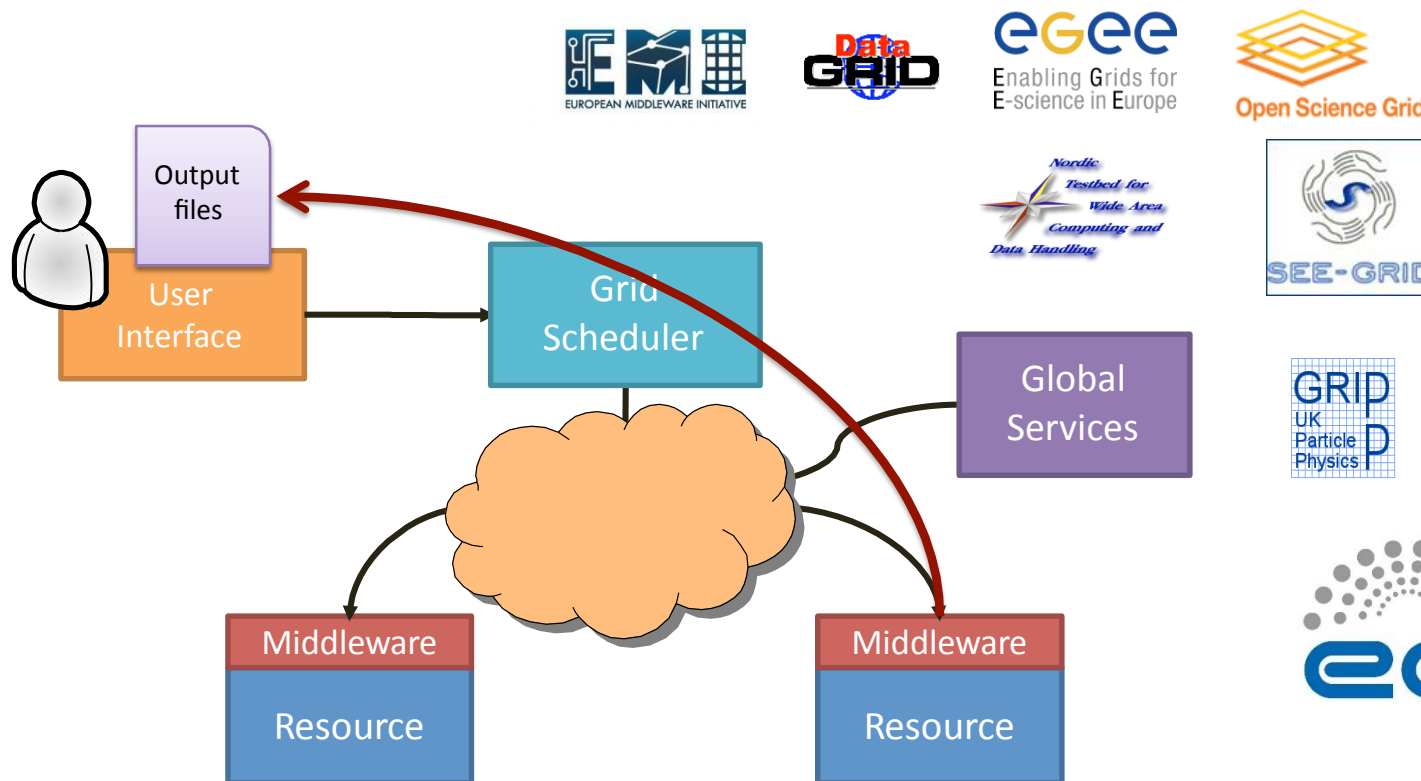 EMI
EUROPEAN MIDDLEWARE INITIATIVE
Data
GRID
eGee
Enabling Grids for
E-science in Europe
Open Science Grid
Nordic
Testbed for
Wide Area
Computing and
Data Handling
SEE-GRID
Output
files
User
Interface
Grid
Scheduler
Global
Services
GRIDPP
UK
Particle
Physics
Middleware
Resource
Middleware
Resource